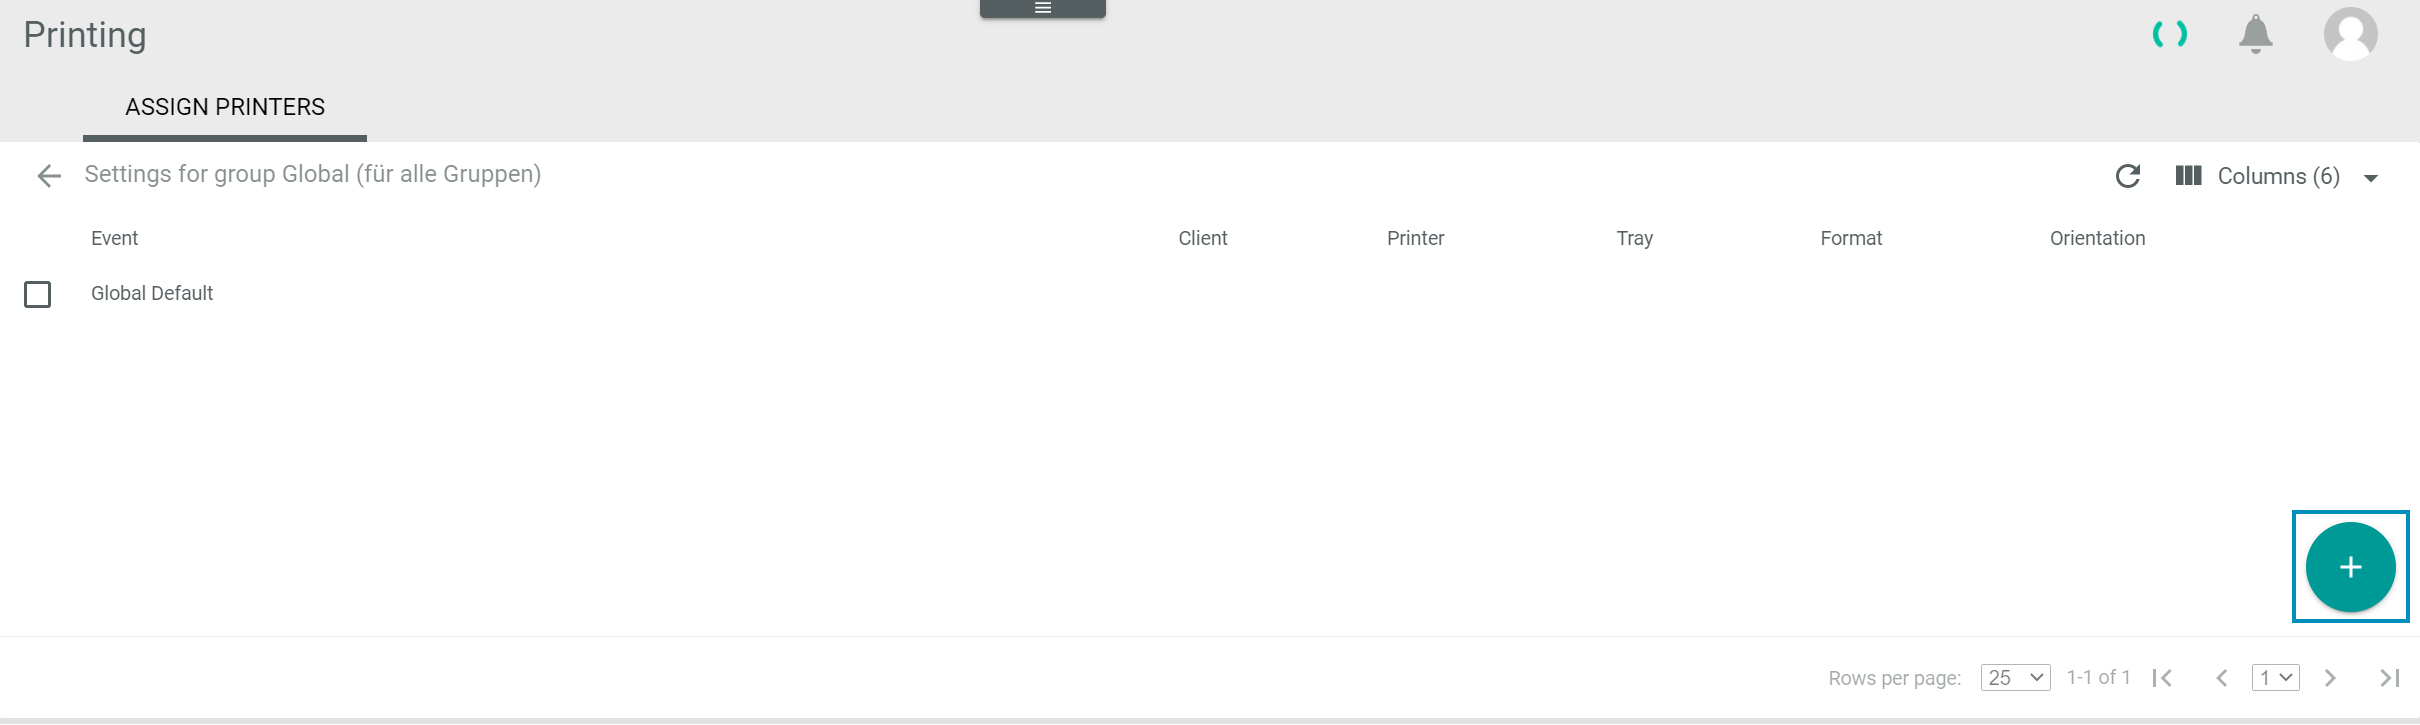 Printing
ASSIGN PRINTERS
Settings for group Global (für alle Gruppen)
Columns (6)
Event Client Printer Tray Format Orientation
Global Default
Rows per page: 25 1-1 of 1 1